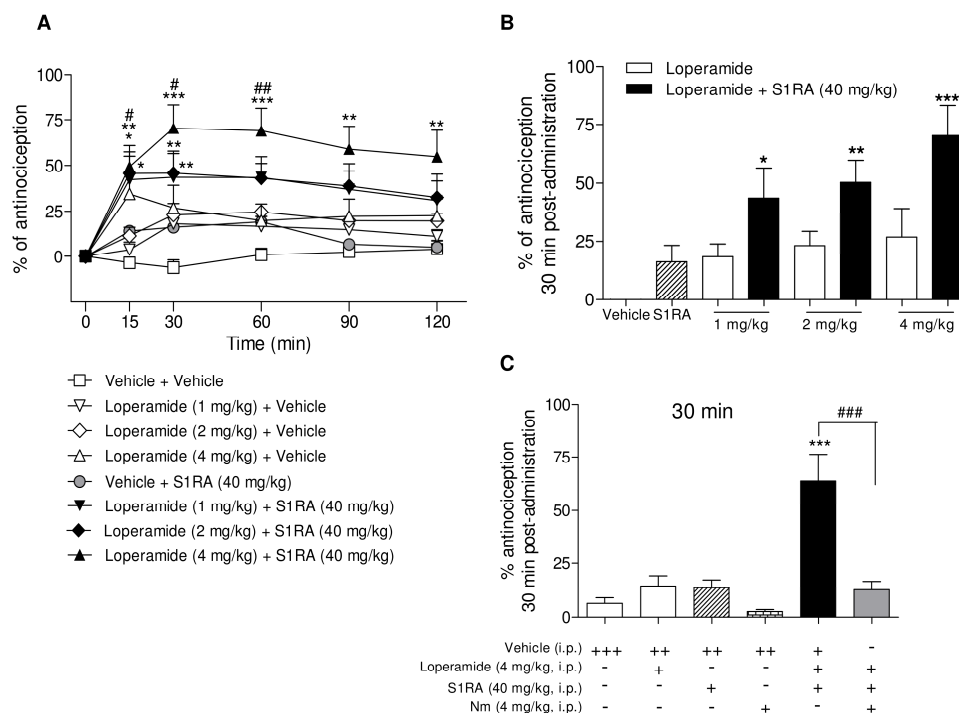 A
% of antinociception
100
75
50
25
0
#
**
*
#
***
##
***
**
**
*
**
**
0
15
30
60
90
120
Time (min)
Vehicle + Vehicle
Loperamide (1 mg/kg) + Vehicle
Loperamide (2 mg/kg) + Vehicle
Loperamide (4 mg/kg) + Vehicle
Vehicle + S1RA (40 mg/kg)
Loperamide (1 mg/kg) + S1RA (40 mg/kg)
Loperamide (2 mg/kg) + S1RA (40 mg/kg)
Loperamide (4 mg/kg) + S1RA (40 mg/kg)
B
% of antinociception
30 min post-administration
100
75
50
25
0
Loperamide
Loperamide + S1RA (40 mg/kg)
*
**
***
Vehicle S1RA
1 mg/kg
2 mg/kg
4 mg/kg
C
% antinociception
30 min post-administration
100
75
50
25
0
30 min
###
***
Vehicle (i.p.) +++ ++ ++ ++ + -
Loperamide (4 mg/kg, i.p.) - + - - + +
S1RA (40 mg/kg, i.p.) - - + - + +
Nm (4 mg/kg, i.p.) - - - + - +